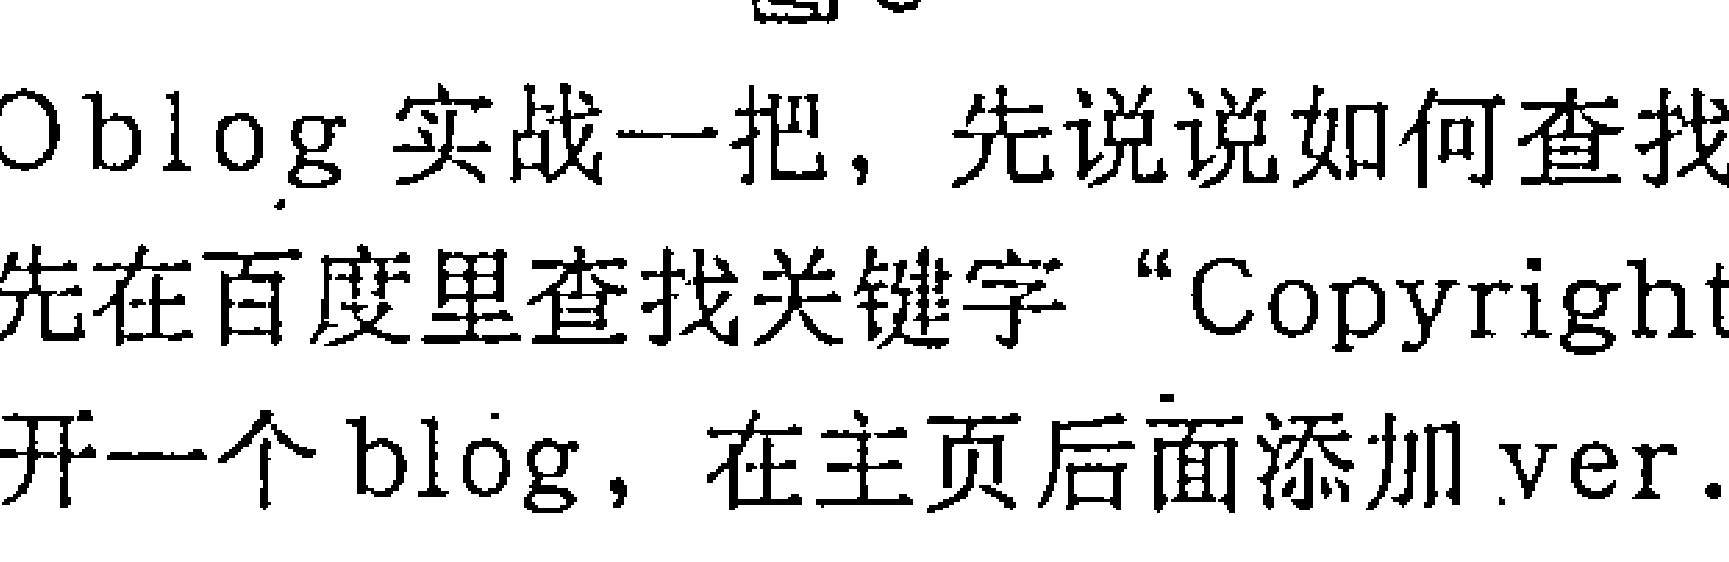 Oblog 实战一把，先说说如何查找
先在百度里查找关键字“Copyright
开一个 blog，在主页后面添加 ver.